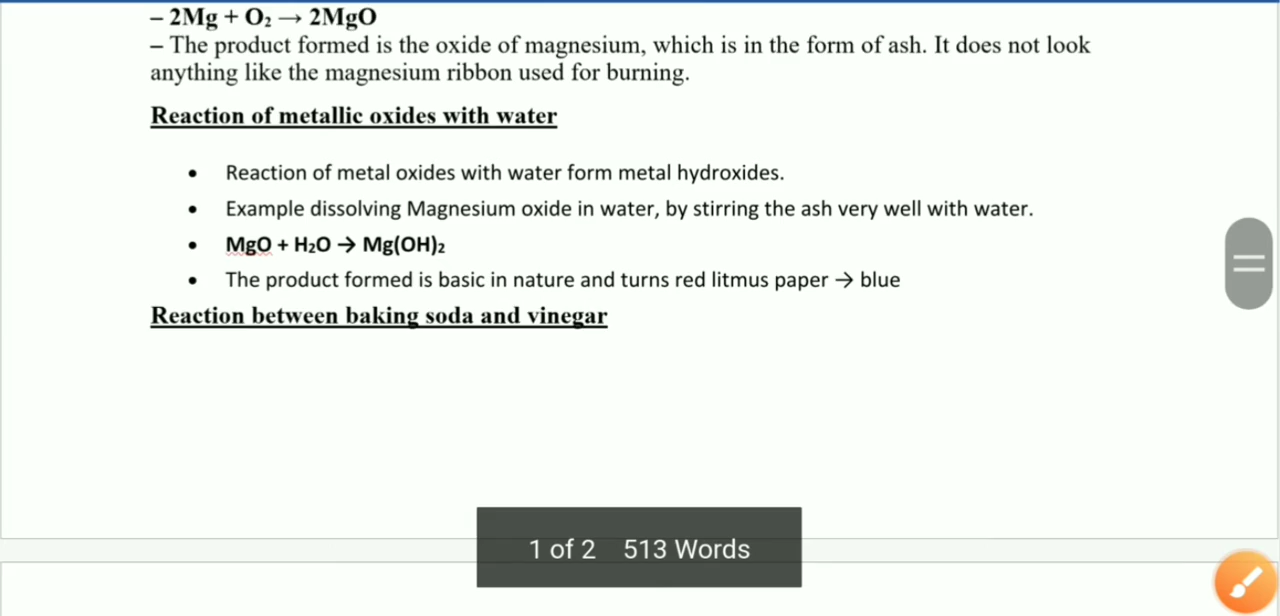 – 2Mg + O₂ → 2MgO
– The product formed is the oxide of magnesium, which is in the form of ash. It does not look
anything like the magnesium ribbon used for burning.
Reaction of metallic oxides with water
• Reaction of metal oxides with water form metal hydroxides.
• Example dissolving Magnesium oxide in water, by stirring the ash very well with water.
• MgO + H₂O → Mg(OH)₂
• The product formed is basic in nature and turns red litmus paper → blue
Reaction between baking soda and vinegar
1 of 2 513 Words